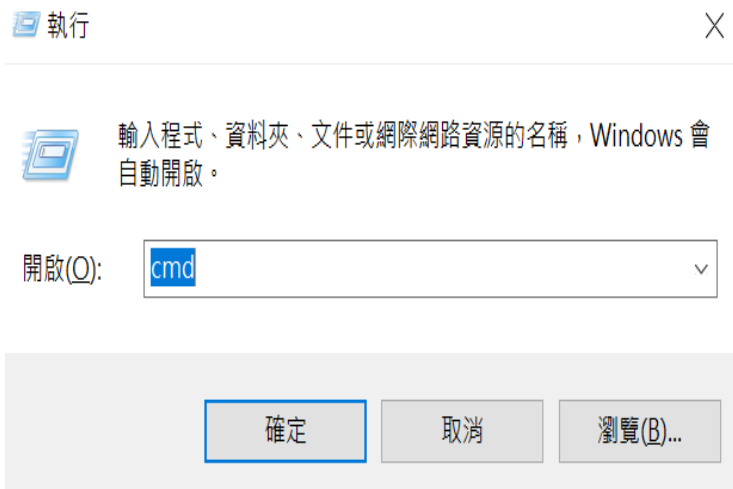 執行
輸入程式、資料夾、文件或網際網路資源的名稱，Windows 會
自動開啟。
開啟(O):
cmd
確定
取消
瀏覽(B)...